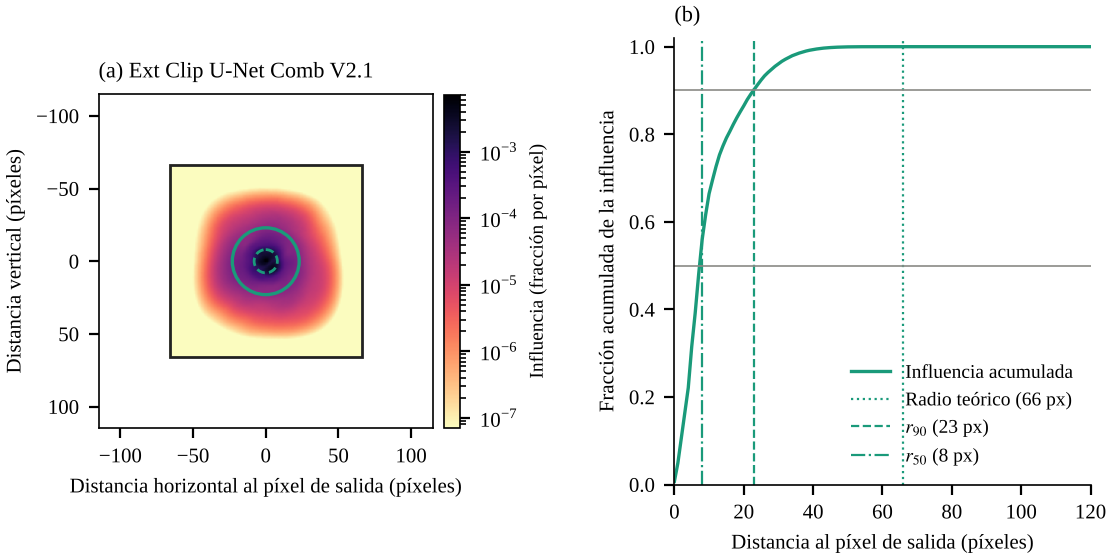 (a) Ext Clip U-Net Comb V2.1
−100
−50
0
50
100
Distancia vertical (píxeles)
−100 −50 0 50 100
Distancia horizontal al píxel de salida (píxeles)
10⁻³
10⁻⁴
10⁻⁵
10⁻⁶
10⁻⁷
Influencia (fracción por píxel)
(b)
1.0
0.8
0.6
0.4
0.2
0.0
Fracción acumulada de la influencia
Influencia acumulada
Radio teórico (66 px)
r₉₀ (23 px)
r₅₀ (8 px)
0 20 40 60 80 100 120
Distancia al píxel de salida (píxeles)